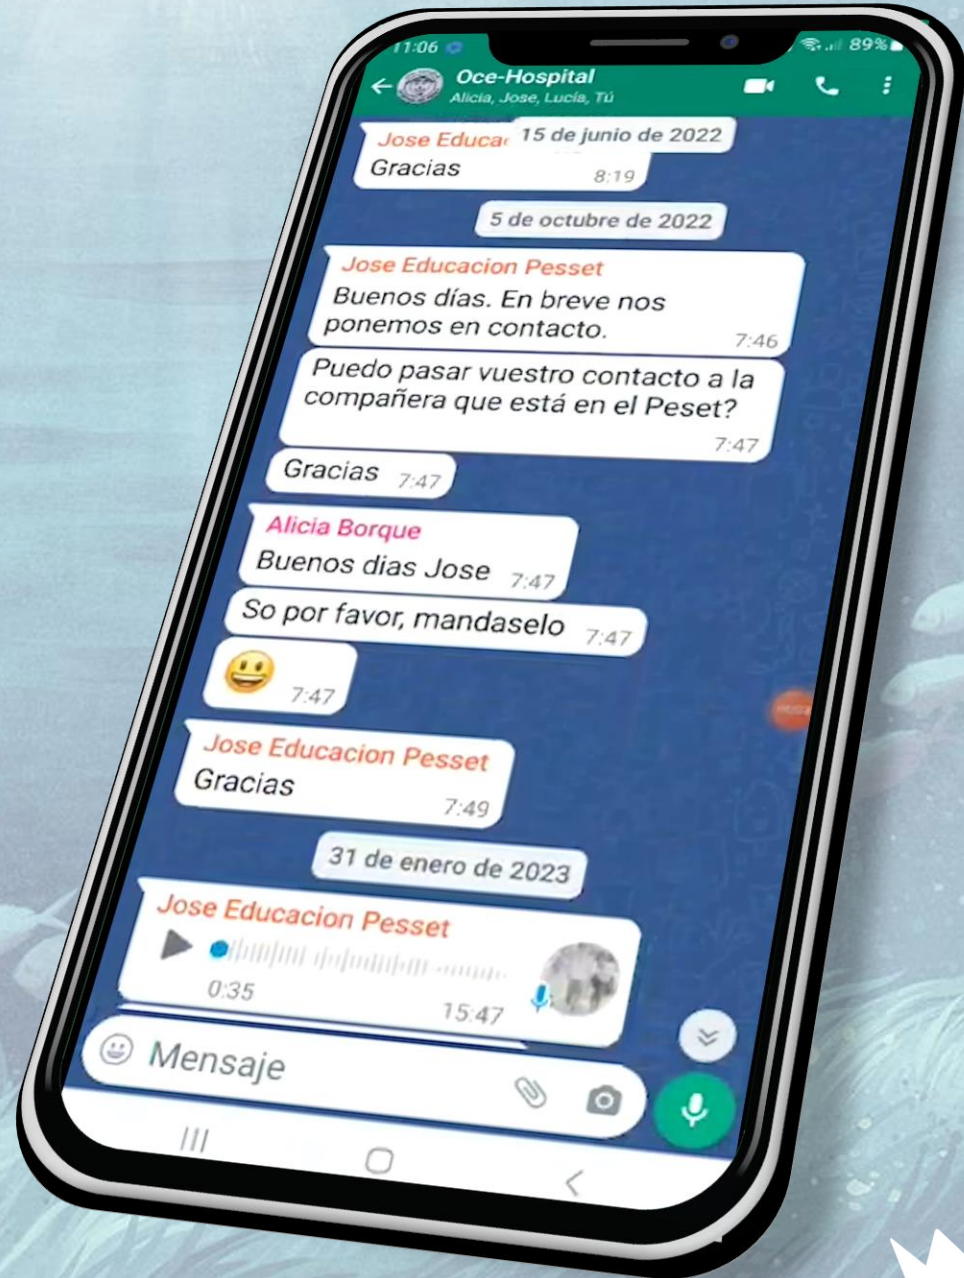 11:06
89%
Oce-Hospital
Alicia, Jose, Lucía, Tú
15 de junio de 2022
Jose Educa
Gracias
8:19
5 de octubre de 2022
Jose Educacion Pesset
Buenos días. En breve nos
ponemos en contacto.
7:46
Puedo pasar vuestro contacto a la
compañera que está en el Peset?
7:47
Gracias 7:47
Alicia Borque
Buenos dias Jose 7:47
So por favor, mandaselo 7:47
7:47
Jose Educacion Pesset
Gracias
7:49
31 de enero de 2023
Jose Educacion Pesset
0:35 15:47
Mensaje